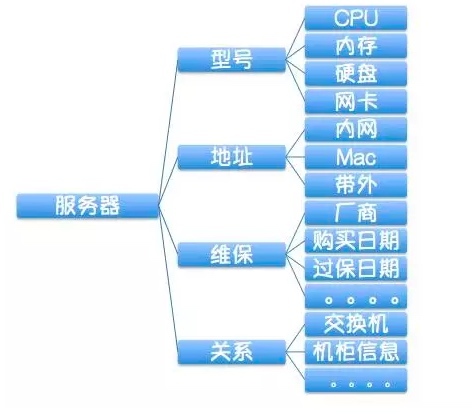 服务器
型号
CPU
内存
硬盘
网卡
地址
内网
Mac
带外
维保
厂商
购买日期
过保日期
。。。。
关系
交换机
机柜信息
。。。。